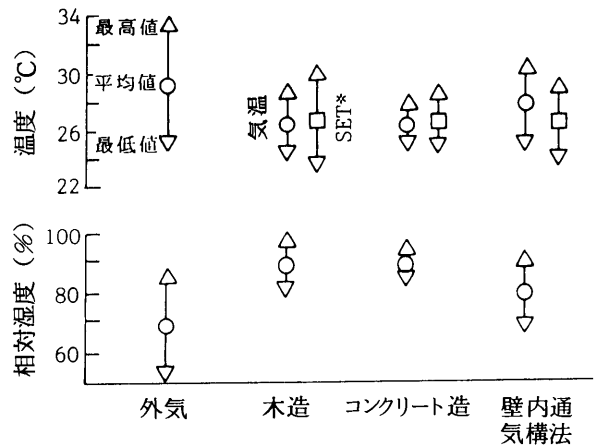 34
30
26
22
温度(℃)
最高値
平均値
最低値
気温
SET*
100
80
60
相対湿度(%)
外気
木造
コンクリート造
壁内通
気構法